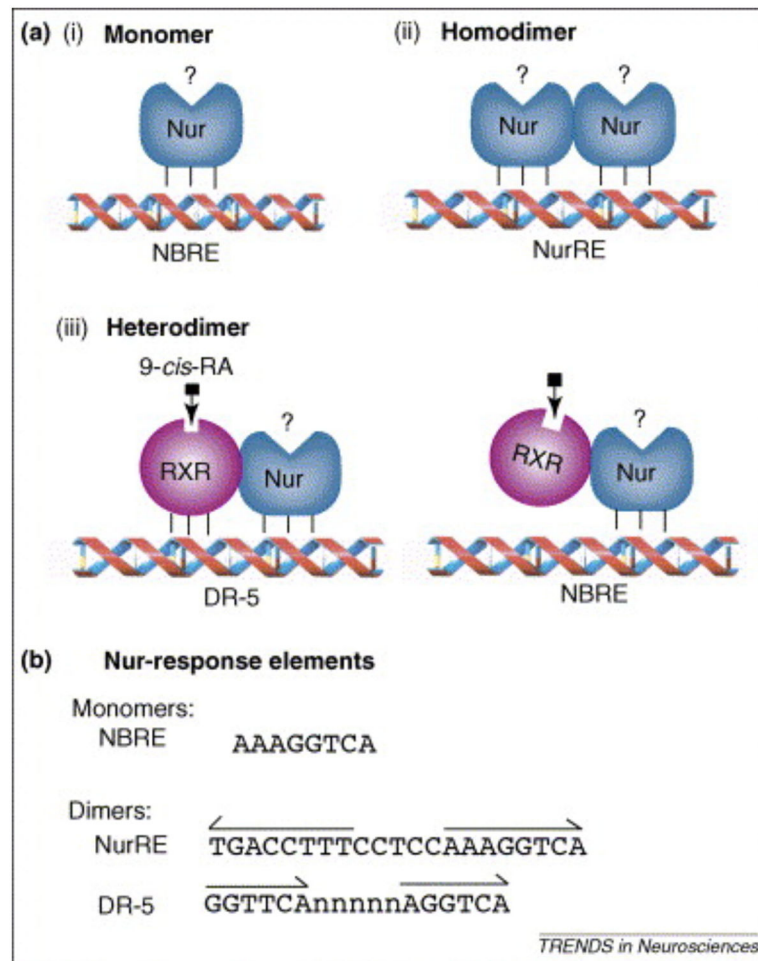 (a) (i) Monomer (ii) Homodimer
? ? ?
Nur Nur Nur
NBRE NurRE
(iii) Heterodimer
9-cis-RA
? ?
RXR Nur RXR Nur
DR-5 NBRE
(b) Nur-response elements
Monomers:
NBRE AAAGGTCA
Dimers:
NurRE TGACCTTTCCTCCAAAGGTCA
DR-5 GGTTCAnnnnnAGGTCA
TRENDS in Neurosciences